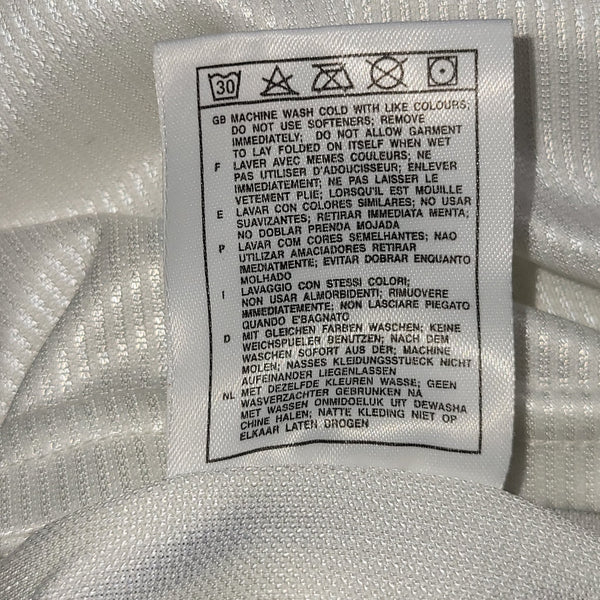 30
GB MACHINE WASH COLD WITH LIKE COLOURS;
DO NOT USE SOFTENERS; REMOVE
IMMEDIATELY; DO NOT ALLOW GARMENT
TO LAY FOLDED ON ITSELF WHEN WET
F LAVER AVEC MEMES COULEURS; NE
PAS UTILISER D'ADOUCISSEUR; ENLEVER
IMMEDIATEMENT; NE PAS LAISSER LE
VETEMENT PLIE; LORSQU'IL EST MOUILLE
E LAVAR CON COLORES SIMILARES; NO USAR
SUAVIZANTES; RETIRAR IMMEDIATA MENTA;
NO DOBLAR PRENDA MOJADA
P LAVAR COM CORES SEMELHANTAS; NAO
UTILIZAR AMACIADORES RETIRAR
IMEDIATMENTE; EVITAR DOBRAR ENQUANTO
MOLHADO
I LAVAGGIO CON STESSI COLORI;
NON USAR ALMORBIDENTI; RIMUOVERE
IMMEDIATEMENTE; NON LASCIARE PIEGATO
QUANDO E'BAGNATO
D MIT GLEICHEN FARBEN WASCHEN; KEINE
WEICHSPUELER BENUTZEN; NACH DEM
WASCHEN SOFORT AUS DER; MACHINE
MOLEN; NASSES KLEIDUNGSSTUECK NICHT
AUFEINANDER LIEGENLASSEN
NL MET DEZELFDE KLEUREN WASSE; GEEN
WASVERZACHTER GEBRUNKEN NA
MET WASSEN ONMIDOELUK UIT DEWASHA
CHINE HALEN; NATTE KLEDING NIET OP
ELKAAR LATEN DROGEN